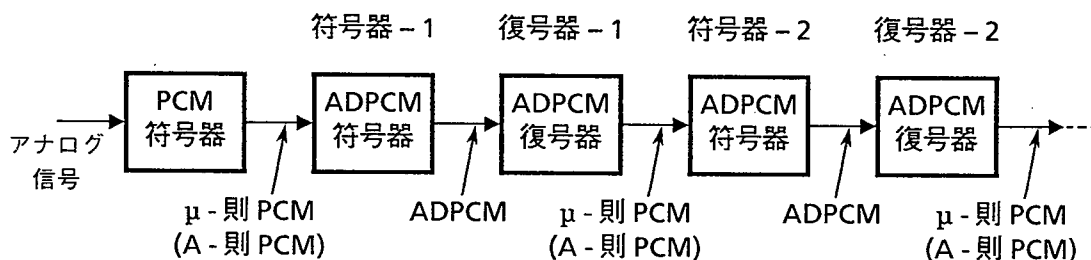 符号器 – 1
復号器 – 1
符号器 – 2
復号器 – 2
PCM
符号器
ADPCM
符号器
ADPCM
復号器
ADPCM
符号器
ADPCM
復号器
アナログ
信号
μ - 則 PCM
(A - 則 PCM)
ADPCM
μ - 則 PCM
(A - 則 PCM)
ADPCM
μ - 則 PCM
(A - 則 PCM)